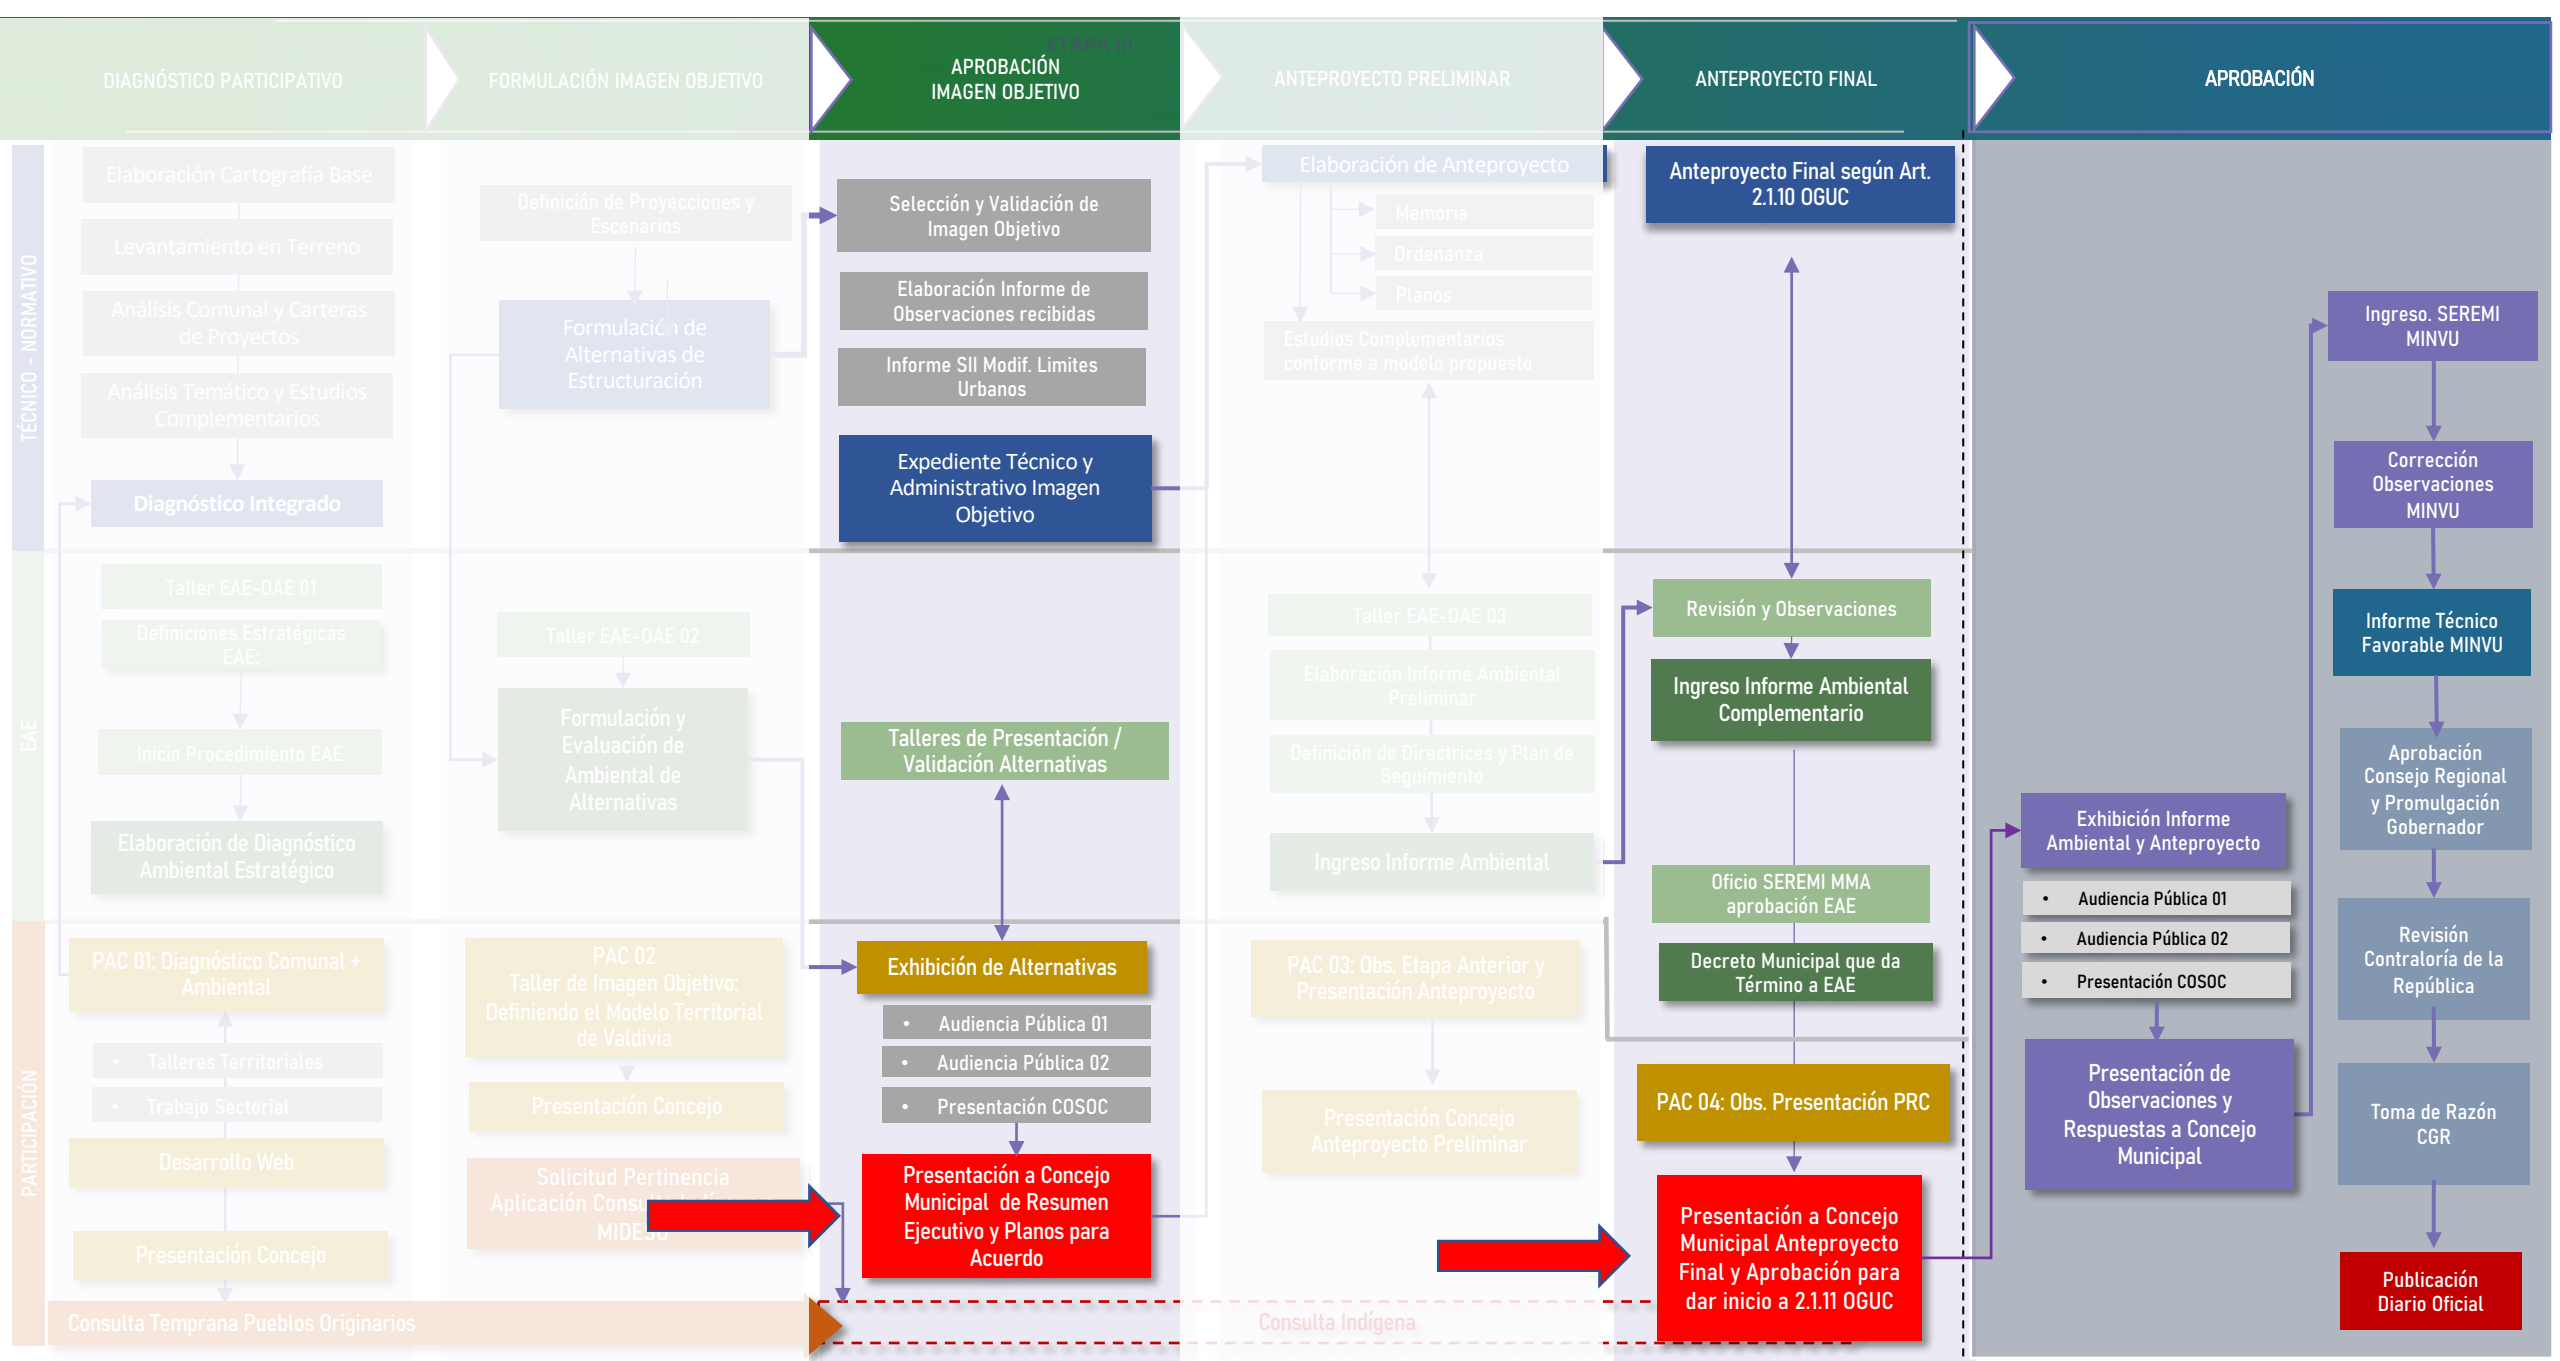 ETAPA III
DIAGNÓSTICO PARTICIPATIVO
FORMULACIÓN IMAGEN OBJETIVO
APROBACIÓN
IMAGEN OBJETIVO
ANTEPROYECTO PRELIMINAR
ANTEPROYECTO FINAL
APROBACIÓN
TÉCNICO - NORMATIVO
EAE
PARTICIPACIÓN
Elaboración Cartografía Base
Levantamiento en Terreno
Análisis Comunal y Carteras
de Proyectos
Análisis Temático y Estudios
Complementarios
Diagnóstico Integrado
Taller EAE-OAE 01
Definiciones Estratégicas
EAE:
Inicio Procedimiento EAE
Elaboración de Diagnóstico
Ambiental Estratégico
PAC 01: Diagnóstico Comunal +
Ambiental
• Talleres Territoriales
• Trabajo Sectorial
Desarrollo Web
Presentación Concejo
Consulta Temprana Pueblos Originarios
Definición de Proyecciones y
Escenarios
Formulación de
Alternativas de
Estructuración
Taller EAE-OAE 02
Formulación y
Evaluación de
Ambiental de
Alternativas
PAC 02
Taller de Imagen Objetivo:
Definiendo el Modelo Territorial
de Valdivia
Presentación Concejo
Solicitud Pertinencia
Aplicación
MIDESO
Selección y Validación de
Imagen Objetivo
Elaboración Informe de
Observaciones recibidas
Informe SII Modif. Limites
Urbanos
Expediente Técnico y
Administrativo Imagen
Objetivo
Talleres de Presentación /
Validación Alternativas
Exhibición de Alternativas
• Audiencia Pública 01
• Audiencia Pública 02
• Presentación COSOC
Presentación a Concejo
Municipal de Resumen
Ejecutivo y Planos para
Acuerdo
Elaboración de Anteproyecto
Memoria
Ordenanza
Planos
Estudios Complementarios
conforme a modelo propuesto
Taller EAE-OAE 03
Elaboración Informe Ambiental
Preliminar
Definición de Directrices y Plan de
Seguimiento
Ingreso Informe Ambiental
PAC 03: Obs. Etapa Anterior y
Presentación Anteproyecto
Presentación Concejo
Anteproyecto Preliminar
Consulta Indígena
Anteproyecto Final según Art.
2.1.10 OGUC
Revisión y Observaciones
Ingreso Informe Ambiental
Complementario
Oficio SEREMI MMA
aprobación EAE
Decreto Municipal que da
Término a EAE
PAC 04: Obs. Presentación PRC
Presentación a Concejo
Municipal Anteproyecto
Final y Aprobación para
dar inicio a 2.1.11 OGUC
Exhibición Informe
Ambiental y Anteproyecto
• Audiencia Pública 01
• Audiencia Pública 02
• Presentación COSOC
Presentación de
Observaciones y
Respuestas a Concejo
Municipal
Ingreso. SEREMI
MINVU
Corrección
Observaciones
MINVU
Informe Técnico
Favorable MINVU
Aprobación
Consejo Regional
y Promulgación
Gobernador
Revisión
Contraloría de la
República
Toma de Razón
CGR
Publicación
Diario Oficial